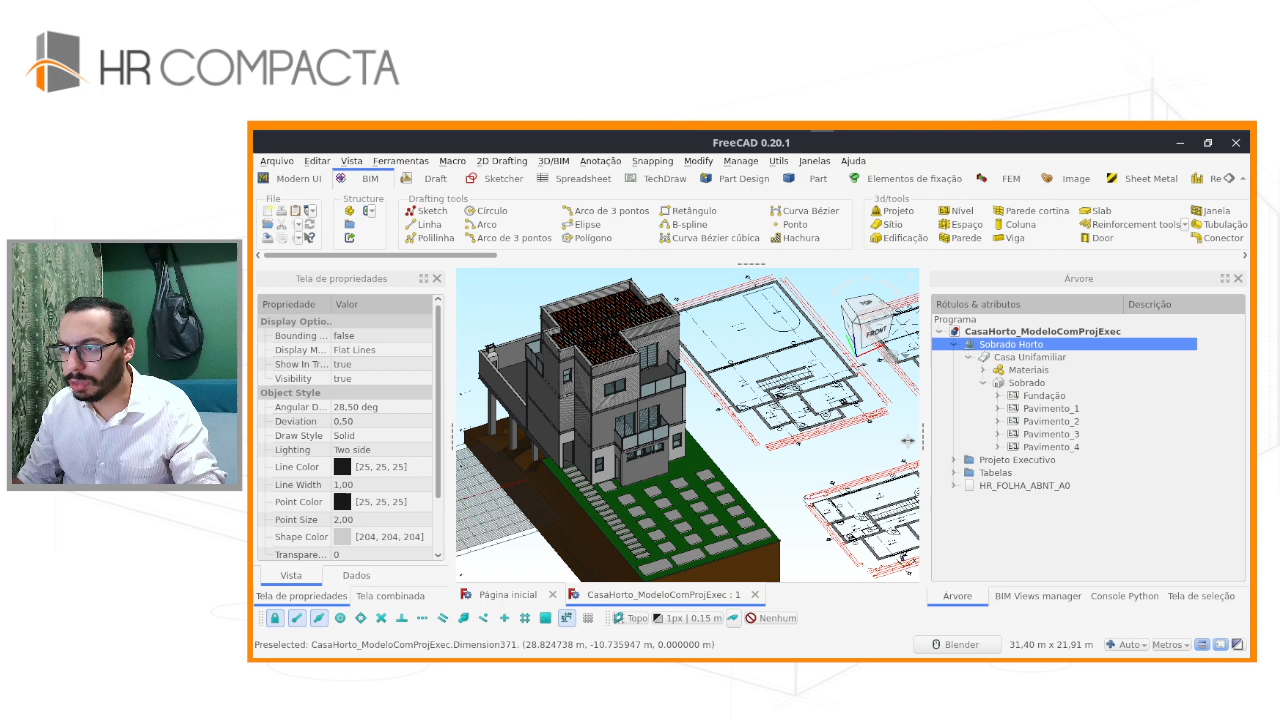 HR COMPACTA
FreeCAD 0.20.1
Arquivo Editar Vista Ferramentas Macro 2D Drafting 3D/BIM Anotação Snapping Modify Manage Utils Janelas Ajuda
Modern UI BIM Draft Sketcher Spreadsheet TechDraw Part Design Part Elementos de fixação FEM Image Sheet Metal Re
File Structure Drafting tools 3d/tools
Sketch Círculo Arco de 3 pontos Retângulo Curva Bézier Projeto Nível Parede cortina Slab Janela
Linha Arco Elipse B-spline Ponto Sítio Espaço Coluna Reinforcement tools Tubulação
Polilinha Arco de 3 pontos Polígono Curva Bézier cúbica Hachura Edificação Parede Viga Door Conector
Tela de propriedades
Propriedade Valor
Display Optio..
Bounding ... false
Display M... Flat Lines
Show In Tr... true
Visibility true
Object Style
Angular D... 28,50 deg
Deviation 0,50
Draw Style Solid
Lighting Two side
Line Color [25, 25, 25]
Line Width 1,00
Point Color [25, 25, 25]
Point Size 2,00
Shape Color [204, 204, 204]
Transpare... 0
Vista Dados
Tela de propriedades Tela combinada
TOP
FRONT
Página inicial CasaHorto_ModeloComProjExec : 1
Árvore
Rótulos & atributos Descrição
Programa
CasaHorto_ModeloComProjExec
Sobrado Horto
Casa Unifamiliar
Materiais
Sobrado
Fundação
Pavimento_1
Pavimento_2
Pavimento_3
Pavimento_4
Projeto Executivo
Tabelas
HR_FOLHA_ABNT_A0
Árvore BIM Views manager Console Python Tela de seleção
Topo 1px | 0,15 m Nenhum
Preselected: CasaHorto_ModeloComProjExec.Dimension371. (28.824738 m, -10.735947 m, 0.000000 m)
Blender 31,40 m x 21,91 m Auto Metros